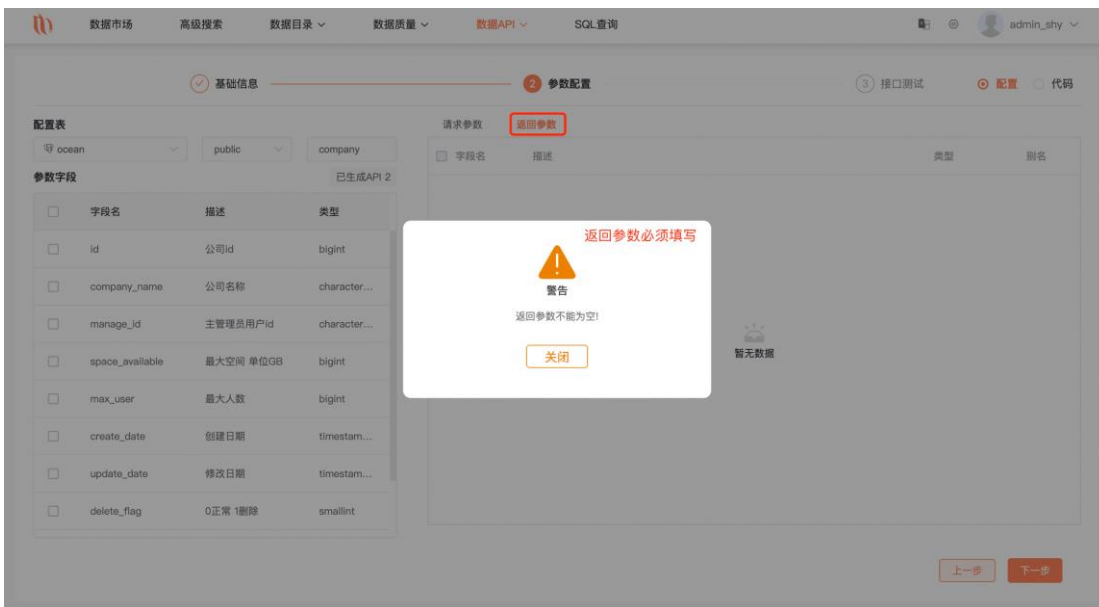 数据市场 高级搜索 数据目录 数据质量 数据API SQL查询 admin_shy
基础信息 2 参数配置 3 接口测试 配置 代码
配置表 请求参数 返回参数
ocean public company 字段名 描述 类型 别名
参数字段 已生成API 2
字段名 描述 类型
id 公司id bigint
company_name 公司名称 character...
manage_id 主管理员用户id character...
space_available 最大空间 单位GB bigint
max_user 最大人数 bigint
create_date 创建日期 timestam...
update_date 修改日期 timestam...
delete_flag 0正常 1删除 smallint
返回参数必须填写
警告
返回参数不能为空!
关闭
暂无数据
上一步 下一步